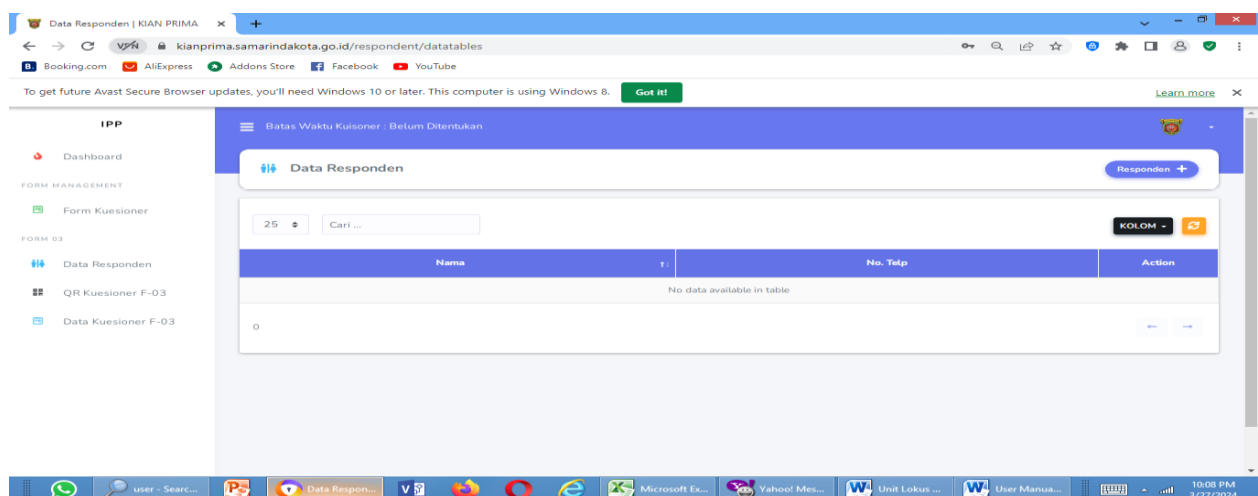 Data Responden | KIAN PRIMA
VPN kianprima.samarindakota.go.id/respondent/datatables
B. Booking.com AliExpress Addons Store Facebook YouTube
To get future Avast Secure Browser updates, you'll need Windows 10 or later. This computer is using Windows 8. Got it! Learn more
IPP
Batas Waktu Kuisoner : Belum Ditentukan
Dashboard
Data Responden
Responden +
FORM MANAGEMENT
Form Kuesioner
25 Cari ...
KOLOM
FORM 03
Data Responden
QR Kuesioner F-03
Data Kuesioner F-03
Nama No. Telp Action
No data available in table
0
user - Searc... Data Respon... Microsoft Ex... Yahoo! Mes... Unit Lokus ... User Manua... 10:08 PM
3/27/2024